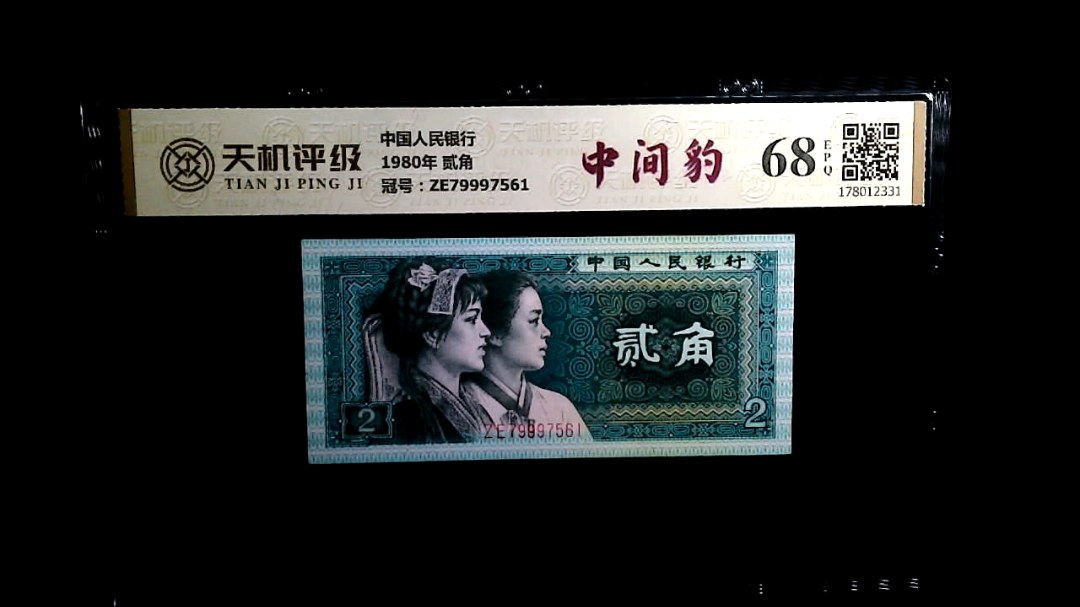 天机评级
TIAN JI PING JI
中国人民银行
1980年 贰角
冠号：ZE79997561
中间豹
68
EPQ
178012331
中国人民银行
贰角
2
2
ZE79997561